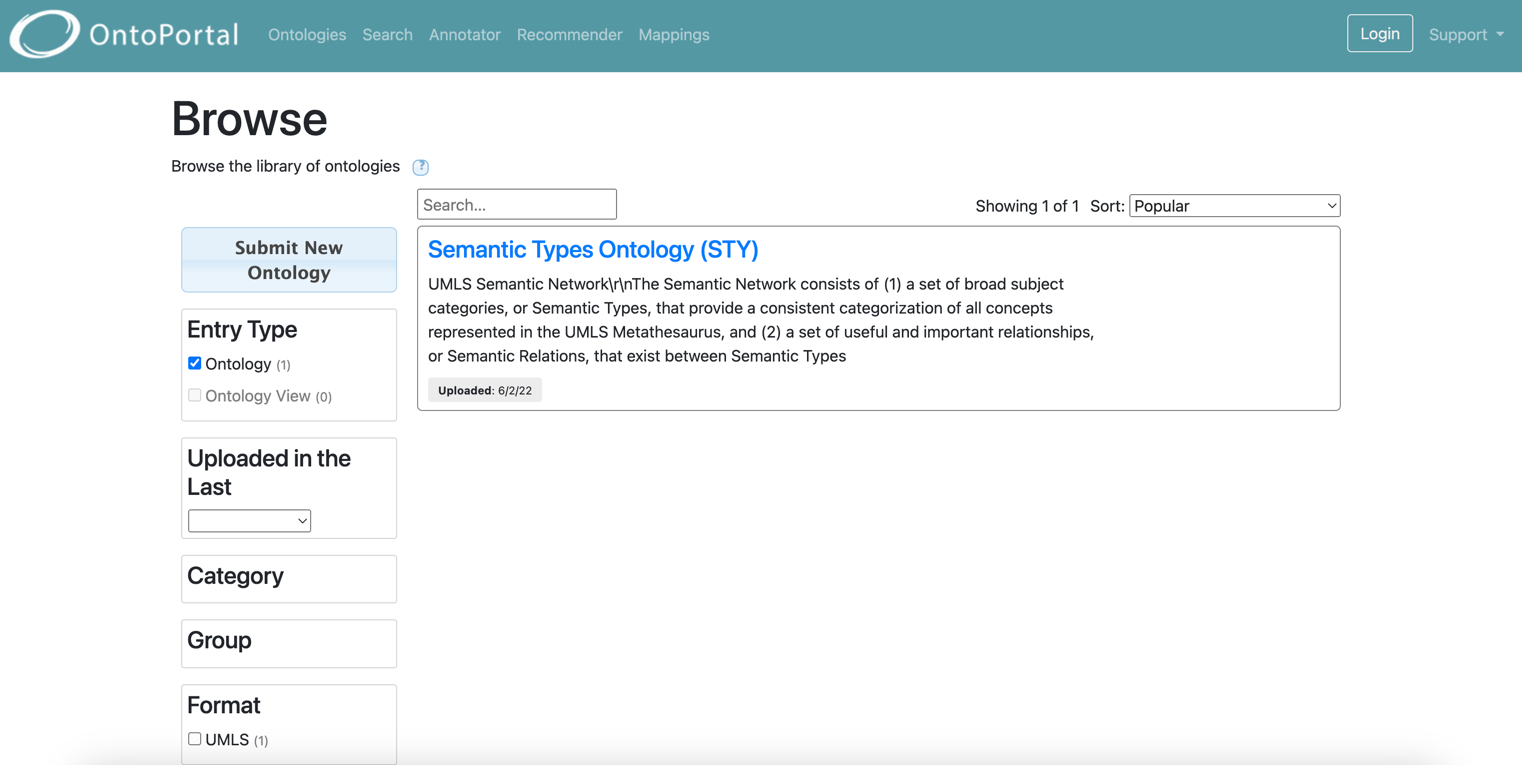 OntoPortal Ontologies Search Annotator Recommender Mappings Login Support
Browse
Browse the library of ontologies ?
Search...
Showing 1 of 1 Sort: Popular
Submit New
Ontology
Entry Type
Ontology (1)
Ontology View (0)
Uploaded in the
Last
Category
Group
Format
UMLS (1)
Semantic Types Ontology (STY)
UMLS Semantic Network\r\nThe Semantic Network consists of (1) a set of broad subject
categories, or Semantic Types, that provide a consistent categorization of all concepts
represented in the UMLS Metathesaurus, and (2) a set of useful and important relationships,
or Semantic Relations, that exist between Semantic Types
Uploaded: 6/2/22